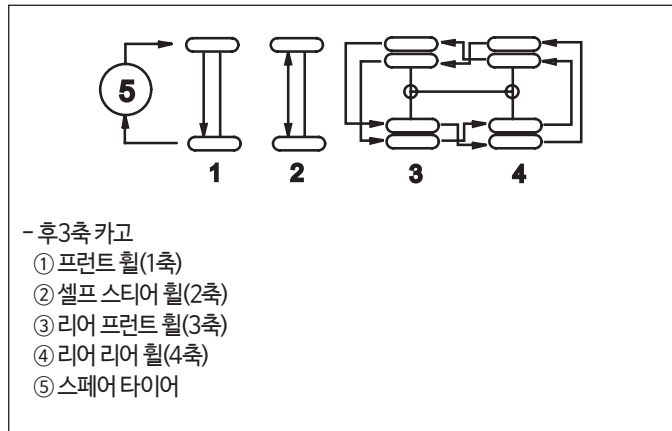 5
1 2 3 4
- 후3축 카고
① 프런트 휠(1축)
② 셀프 스티어 휠(2축)
③ 리어 프런트 휠(3축)
④ 리어 리어 휠(4축)
⑤ 스페어 타이어